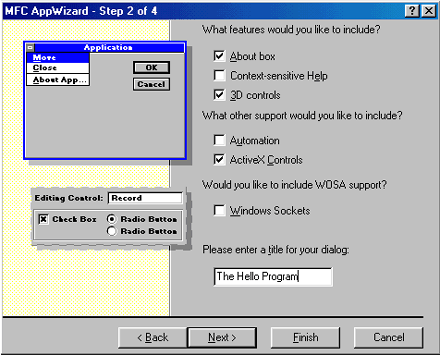 MFC AppWizard - Step 2 of 4
Application
Move
Close
About App...
OK
Cancel
Editing Control: Record
Check Box
Radio Button
Radio Button
What features would you like to include?
About box
Context-sensitive Help
3D controls
What other support would you like to include?
Automation
ActiveX Controls
Would you like to include WOSA support?
Windows Sockets
Please enter a title for your dialog:
The Hello Program
< Back
Next >
Finish
Cancel